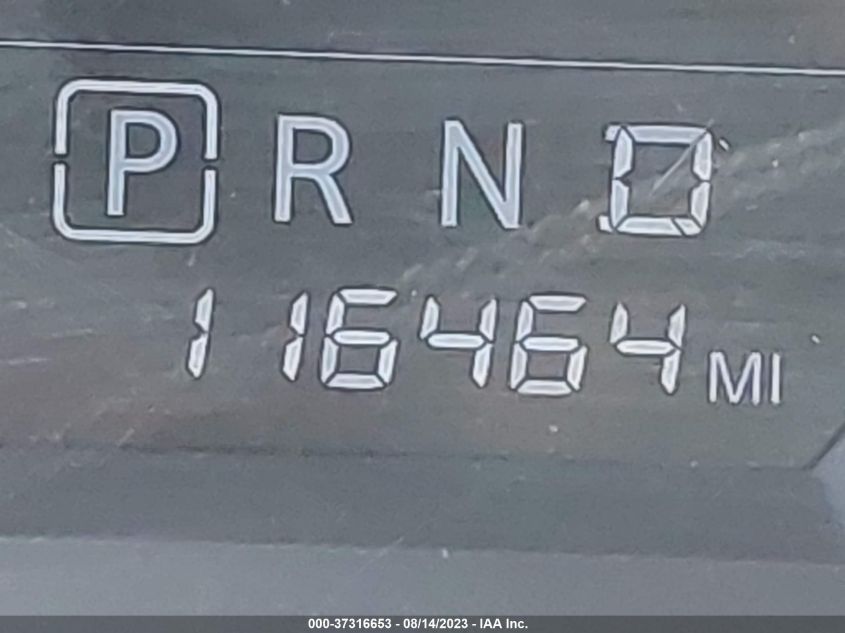 P R N D
116464 MI
000-37316653 - 08/14/2023 - IAA Inc.